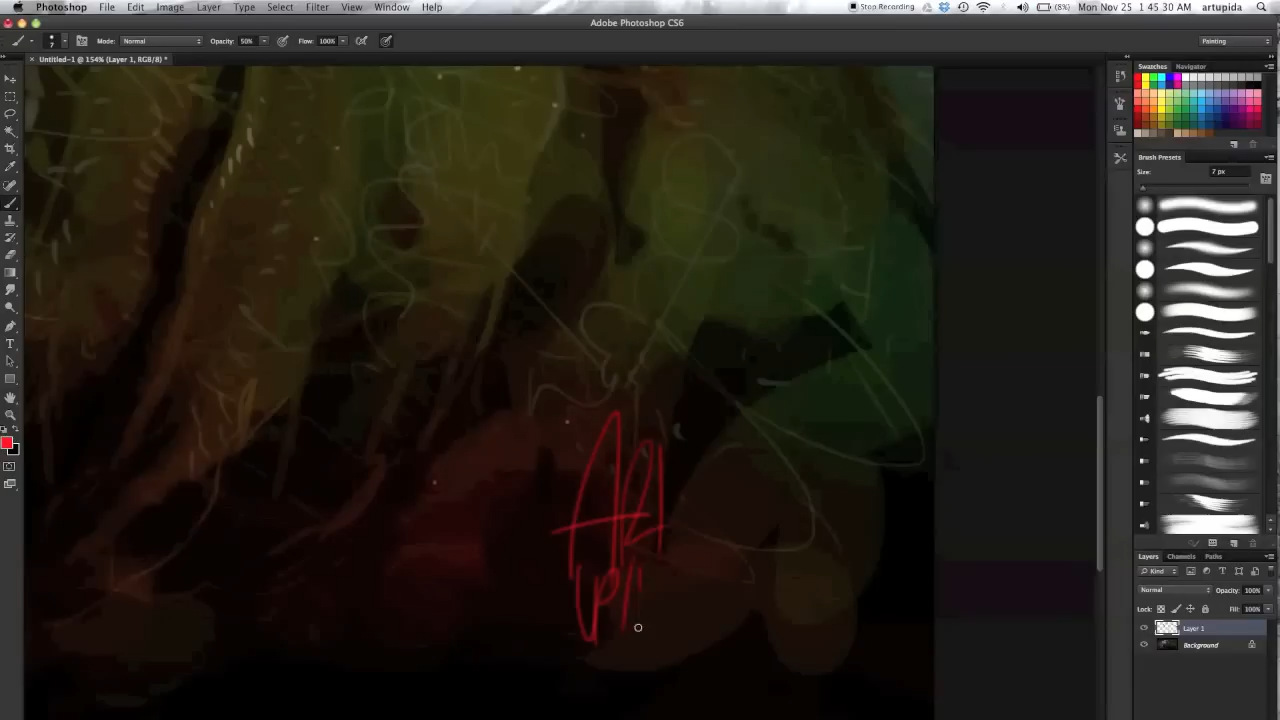 Photoshop File Edit Image Layer Type Select Filter View Window Help Stop Recording (8%) Mon Nov 25 1:45:30 AM artupida
Adobe Photoshop CS6
7 Mode: Normal Opacity: 50% Flow: 100% Painting
× Untitled-1 @ 154% (Layer 1, RGB/8) *
Swatches Navigator
Brush Presets
Size: 7 px
Layers Channels Paths
Kind
Normal Opacity: 100%
Lock: Fill: 100%
Layer 1
Background